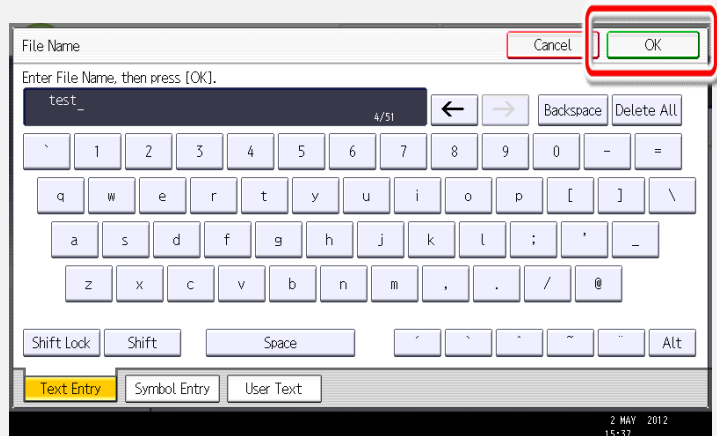 File Name Cancel OK
Enter File Name, then press [OK].
test_
4/51 ← → Backspace Delete All
` 1 2 3 4 5 6 7 8 9 0 - =
q w e r t y u i o p [ ] \
a s d f g h j k l ; ' _
z x c v b n m , . / @
Shift Lock Shift Space ´ ` ^ ~ ¨ Alt
Text Entry Symbol Entry User Text
2 MAY 2012
15:37